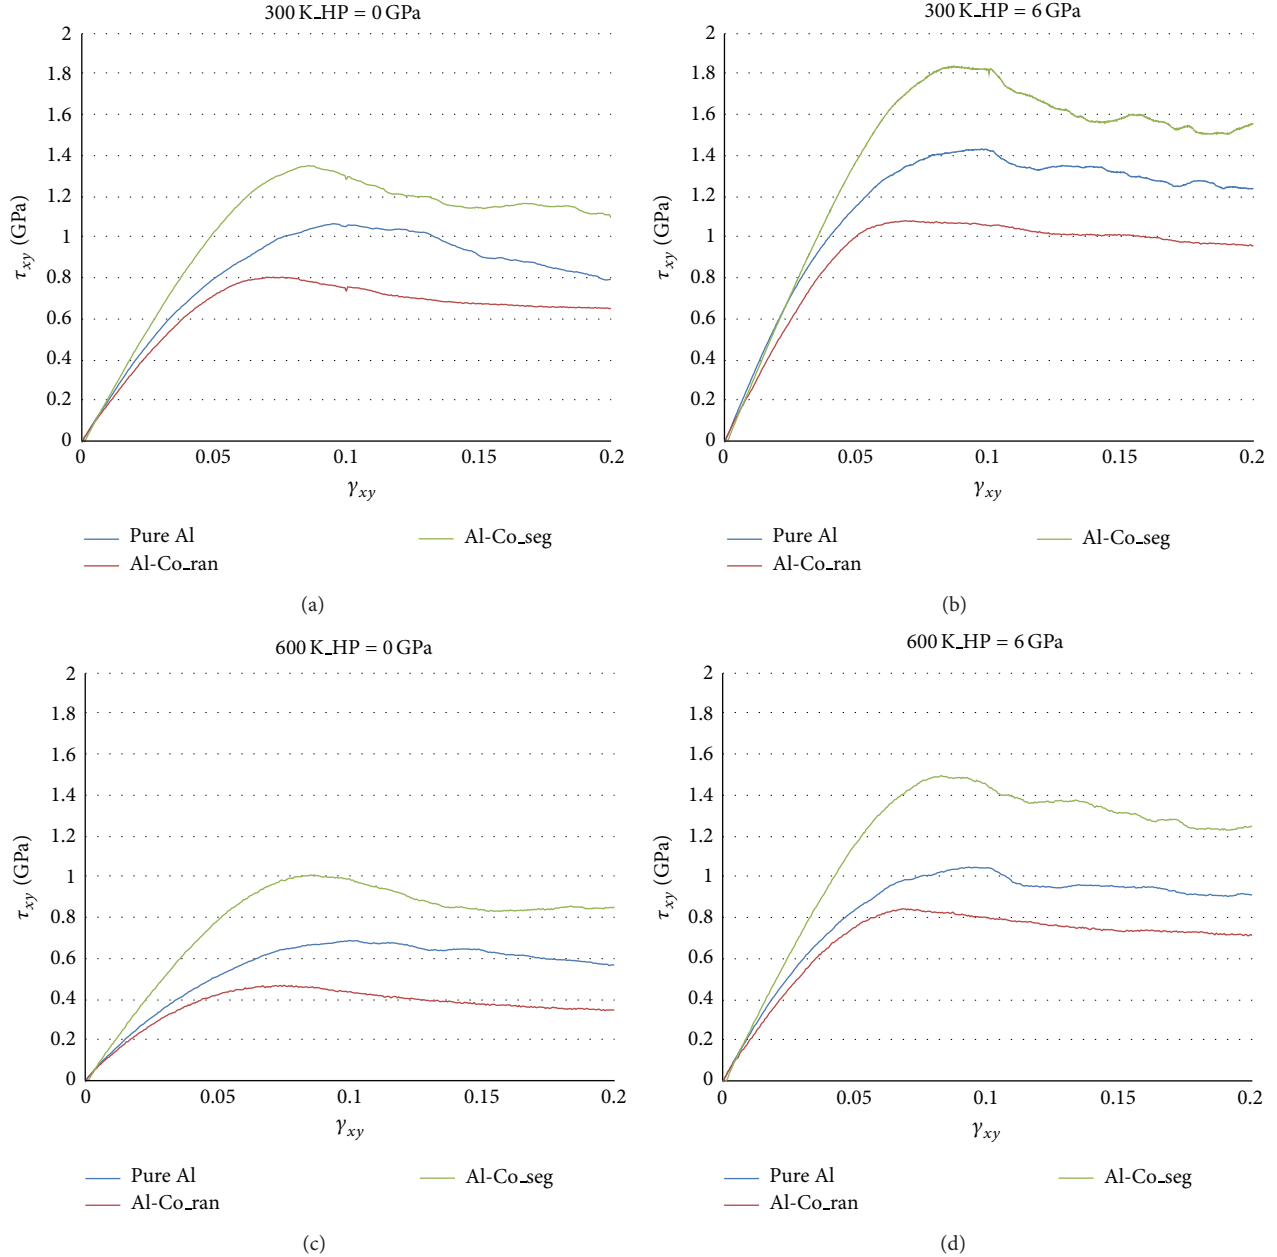 300 K_HP = 0 GPa
2
1.8
1.6
1.4
1.2
1
0.8
0.6
0.4
0.2
0
τxy (GPa)
0 0.05 0.1 0.15 0.2
γxy
Pure Al
Al-Co_seg
Al-Co_ran
(a)
300 K_HP = 6 GPa
2
1.8
1.6
1.4
1.2
1
0.8
0.6
0.4
0.2
0
τxy (GPa)
0 0.05 0.1 0.15 0.2
γxy
Pure Al
Al-Co_seg
Al-Co_ran
(b)
600 K_HP = 0 GPa
2
1.8
1.6
1.4
1.2
1
0.8
0.6
0.4
0.2
0
τxy (GPa)
0 0.05 0.1 0.15 0.2
γxy
Pure Al
Al-Co_seg
Al-Co_ran
(c)
600 K_HP = 6 GPa
2
1.8
1.6
1.4
1.2
1
0.8
0.6
0.4
0.2
0
τxy (GPa)
0 0.05 0.1 0.15 0.2
γxy
Pure Al
Al-Co_seg
Al-Co_ran
(d)